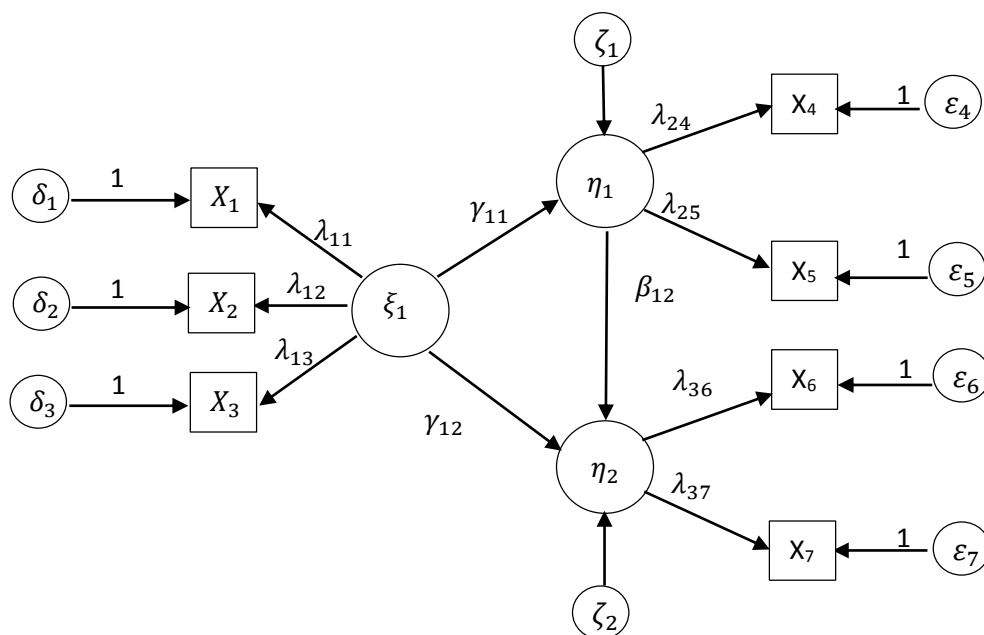 ζ₁
λ₂₄
X₄
1
ε₄
δ₁
1
X₁
λ₁₁
γ₁₁
η₁
λ₂₅
X₅
1
ε₅
δ₂
1
X₂
λ₁₂
ξ₁
β₁₂
δ₃
1
X₃
λ₁₃
γ₁₂
λ₃₆
X₆
1
ε₆
η₂
λ₃₇
X₇
1
ε₇
ζ₂